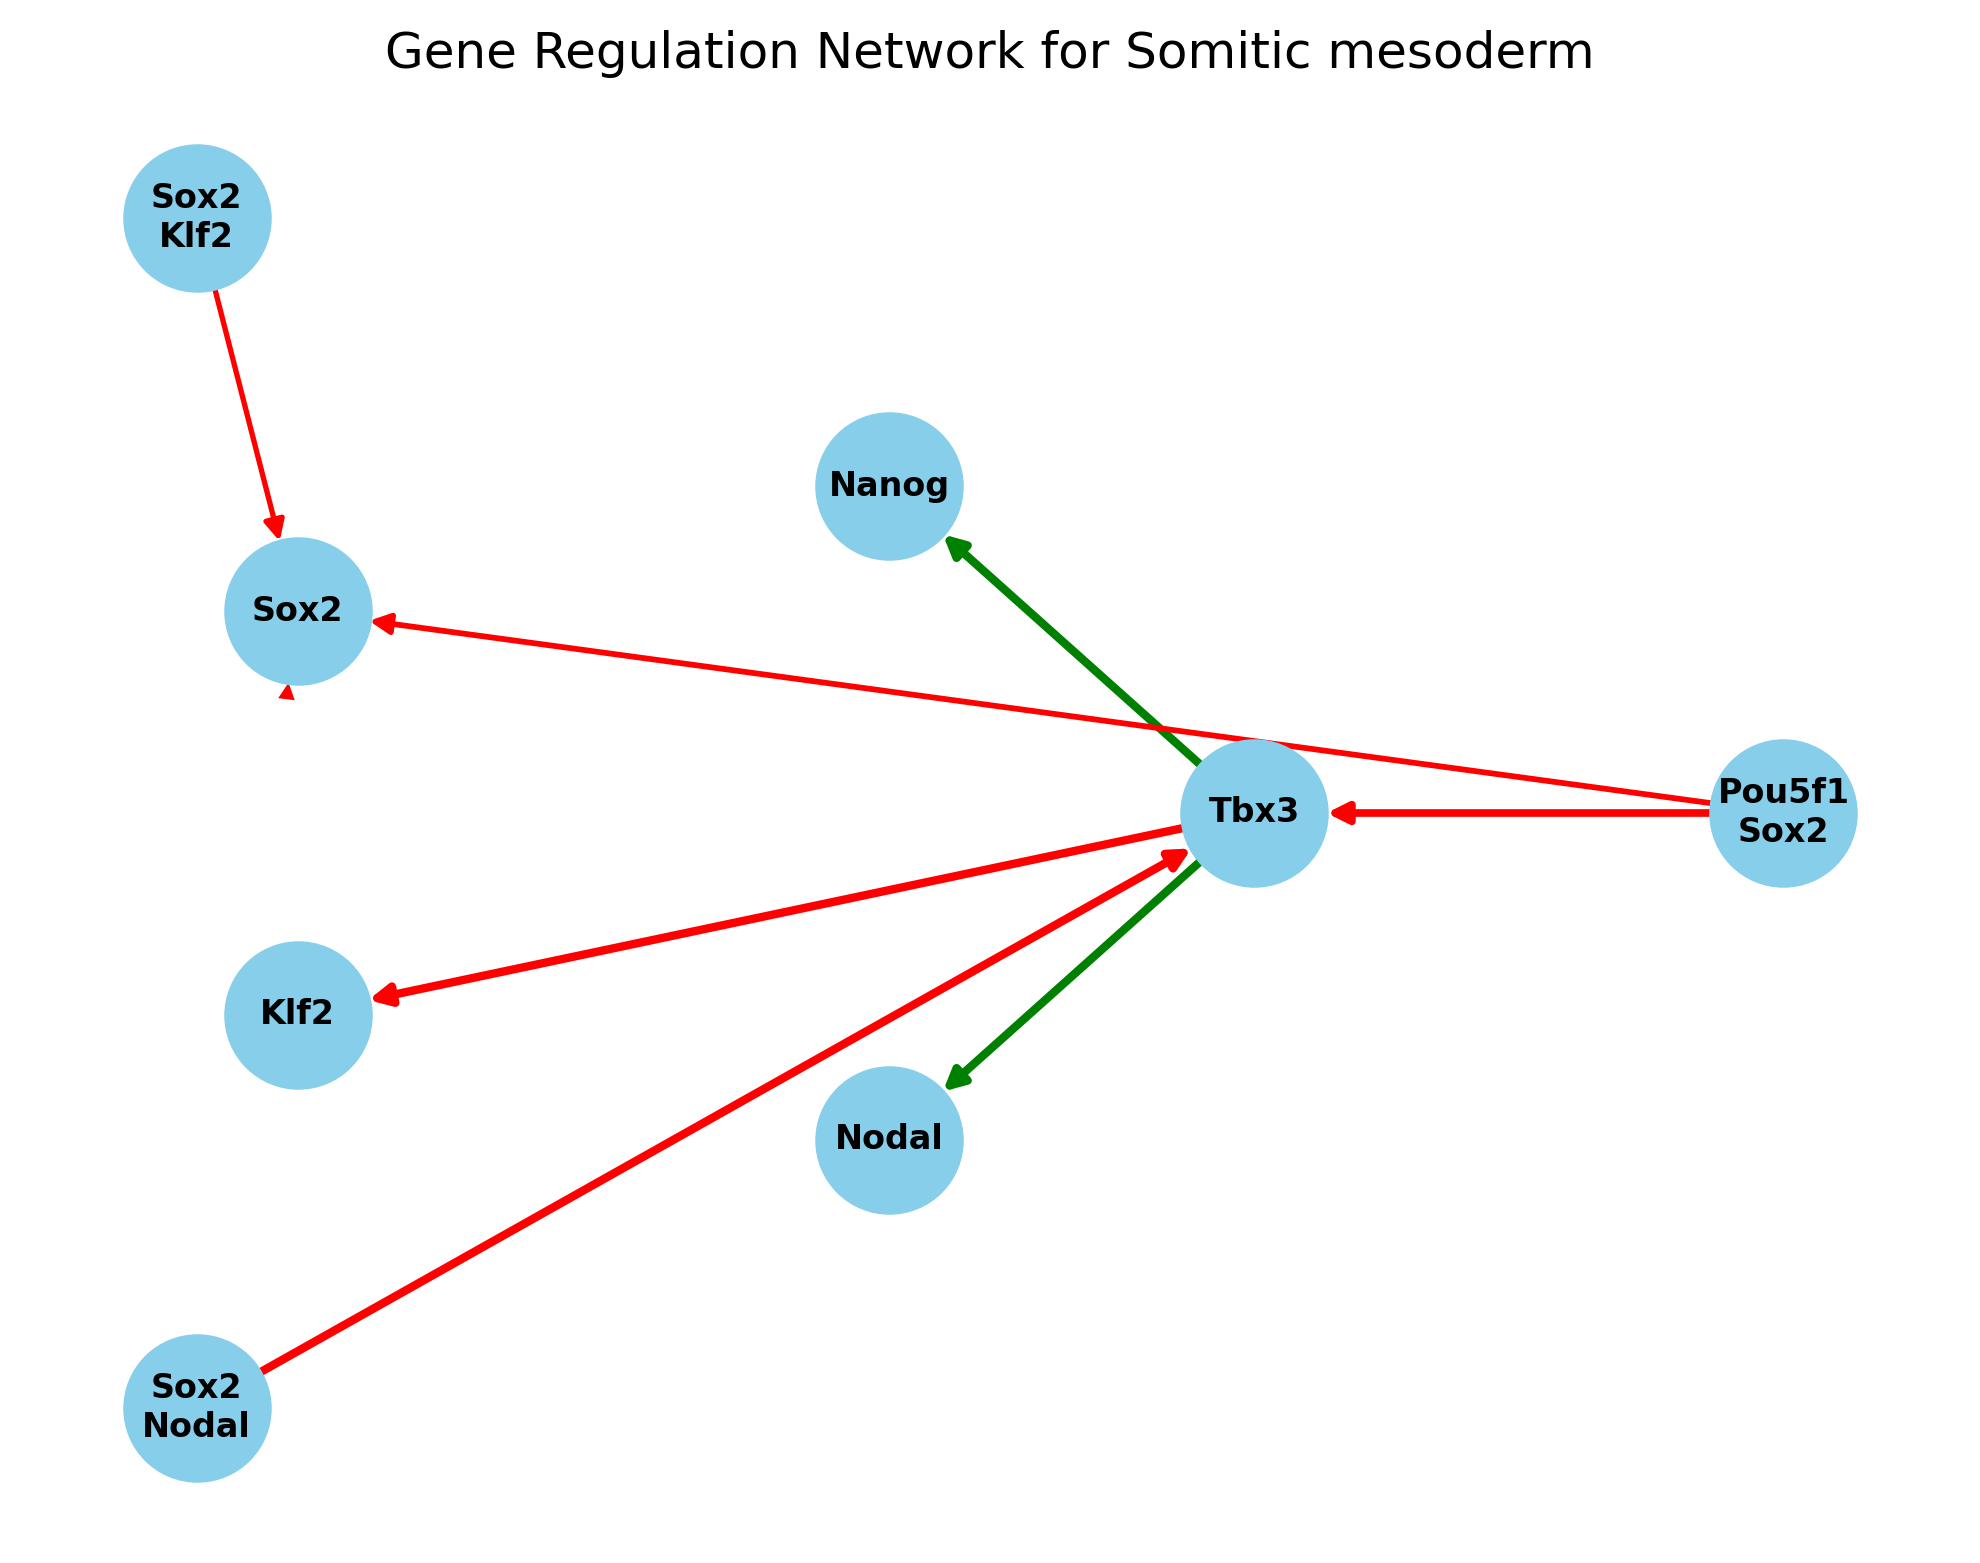 Gene Regulation Network for Somitic mesoderm
Sox2
Klf2
Nanog
Sox2
Tbx3
Pou5f1
Sox2
Klf2
Nodal
Sox2
Nodal